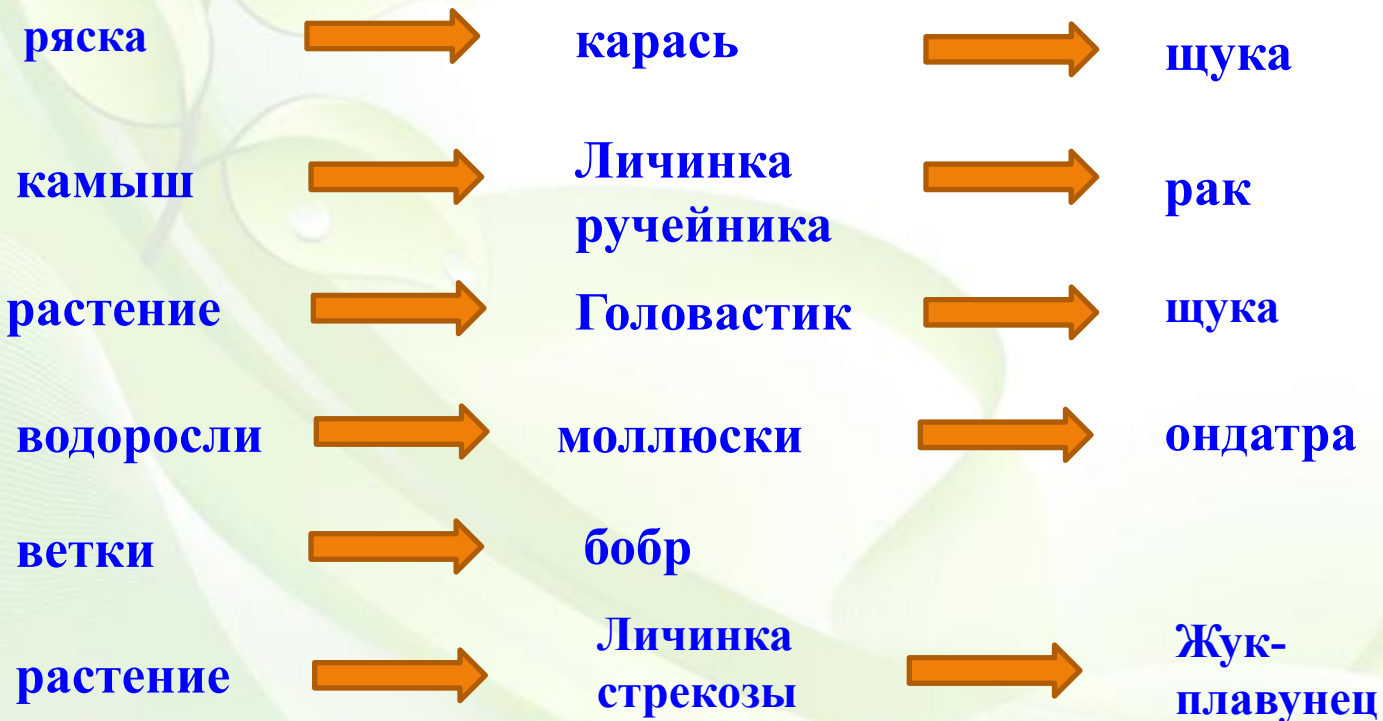 ряска карась щука
камыш Личинка ручейника рак
растение Головастик щука
водоросли моллюски ондатра
ветки бобр
растение Личинка стрекозы Жук-плавунец